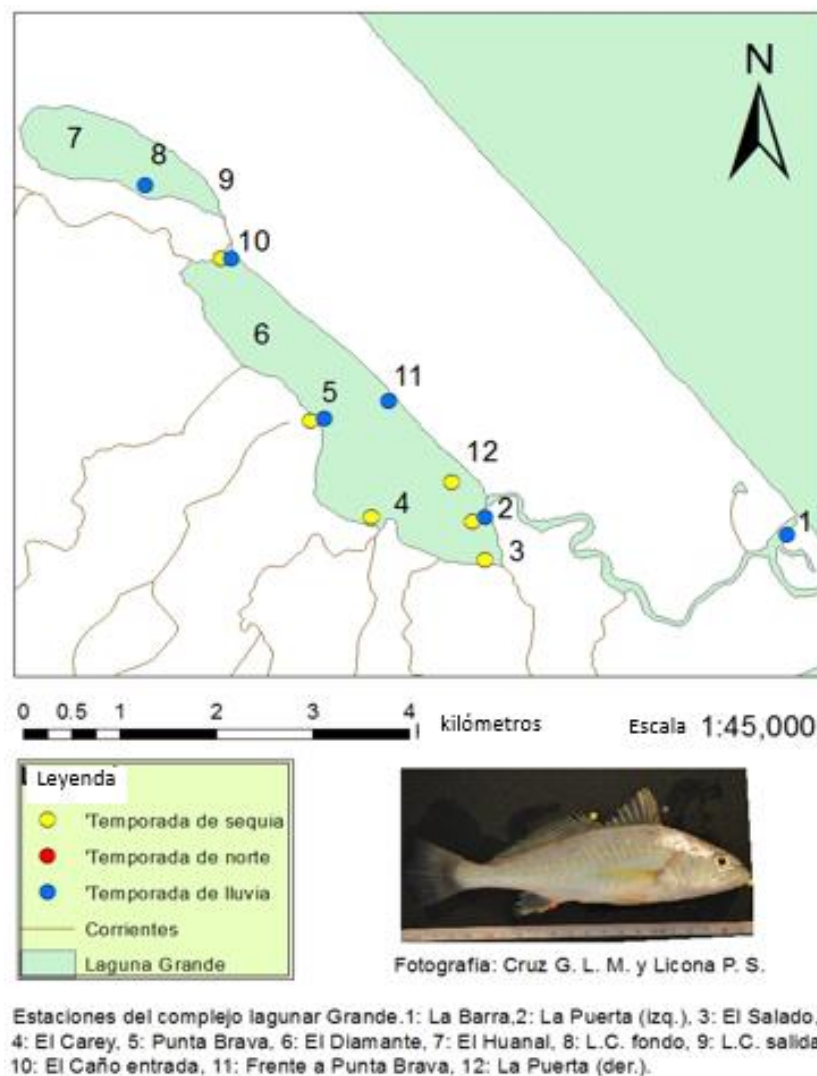 N
7
8
9
10
6
11
5
12
4
2
3
1
0 0.5 1 2 3 4
kilómetros
Escala 1:45,000
Leyenda
'Temporada de sequia
'Temporada de norte
'Temporada de lluvia
Corrientes
Laguna Grande
Fotografia: Cruz G. L. M. y Licona P. S.
Estaciones del complejo lagunar Grande.1: La Barra,2: La Puerta (izq.), 3: El Salado,
4: El Carey, 5: Punta Brava, 6: El Diamante, 7: El Huanal, 8: L.C. fondo, 9: L.C. salida
10: El Caño entrada, 11: Frente a Punta Brava, 12: La Puerta (der.).